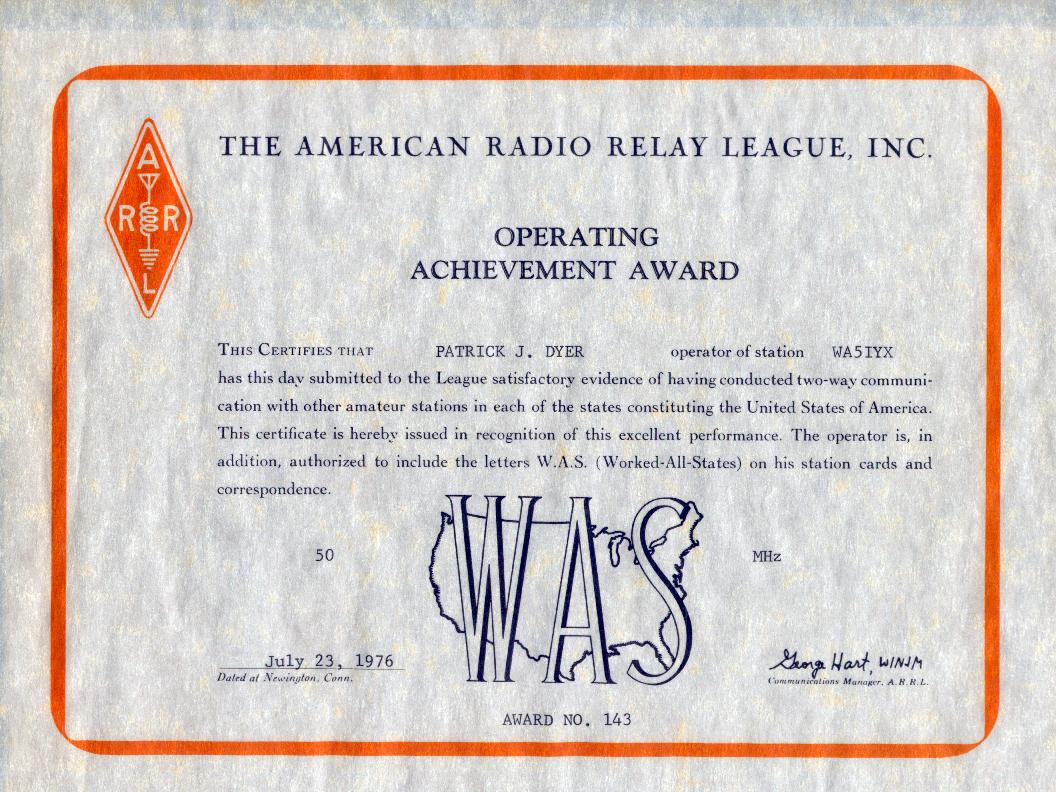 THE AMERICAN RADIO RELAY LEAGUE, INC.
A
R R
L
OPERATING
ACHIEVEMENT AWARD
THIS CERTIFIES THAT PATRICK J. DYER operator of station WA5IYX
has this day submitted to the League satisfactory evidence of having conducted two-way communi-
cation with other amateur stations in each of the states constituting the United States of America.
This certificate is hereby issued in recognition of this excellent performance. The operator is, in
addition, authorized to include the letters W.A.S. (Worked-All-States) on his station cards and
correspondence.
WAS
50 MHz
July 23, 1976
Dated at Newington, Conn.
George Hart, W1NJM
Communications Manager, A.R.R.L.
AWARD NO. 143